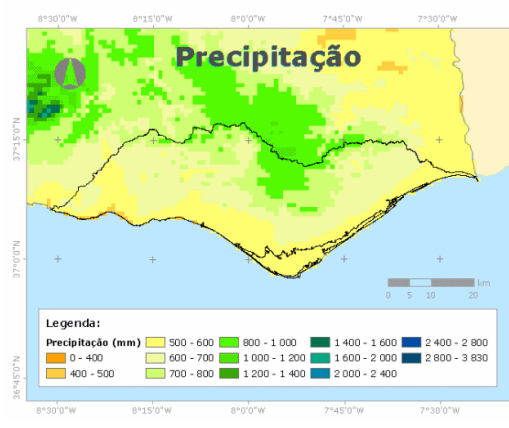 8°30'0"W 8°15'0"W 8°0'0"W 7°45'0"W 7°30'0"W
Precipitação
37°15'0"N
37°0'0"N
36°45'0"N
km
0 5 10 20
Legenda:
Precipitação (mm)
0 - 400
400 - 500
500 - 600
600 - 700
700 - 800
800 - 1 000
1 000 - 1 200
1 200 - 1 400
1 400 - 1 600
1 600 - 2 000
2 000 - 2 400
2 400 - 2 800
2 800 - 3 830
8°30'0"W 8°15'0"W 8°0'0"W 7°45'0"W 7°30'0"W